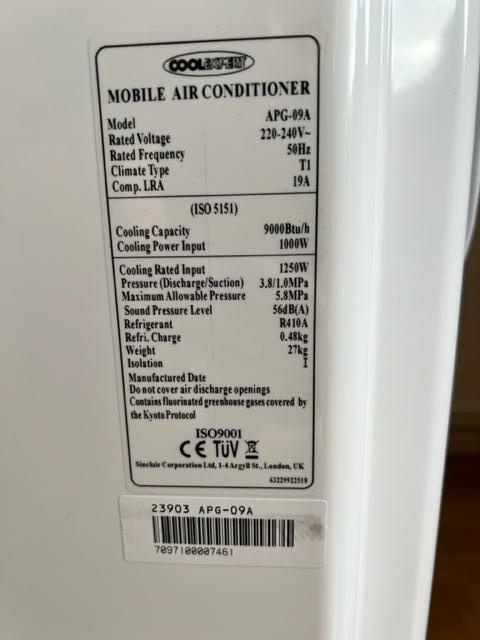 COOLEXPERT
MOBILE AIR CONDITIONER
Model APG-09A
Rated Voltage 220-240V~
Rated Frequency 50Hz
Climate Type T1
Comp. LRA 19A
(ISO 5151)
Cooling Capacity 9000Btu/h
Cooling Power Input 1000W
Cooling Rated Input 1250W
Pressure (Discharge/Suction) 3.8/1.0MPa
Maximum Allowable Pressure 5.8MPa
Sound Pressure Level 56dB(A)
Refrigerant R410A
Refri. Charge 0.48kg
Weight 27kg
Isolation I
Manufactured Date
Do not cover air discharge openings
Contains fluorinated greenhouse gases covered by
the Kyoto Protocol
ISO9001
CE TüV
Sinclair Corporation Ltd, 1-4 Argyll St., London, UK
63229922518
23903 APG-09A
7097100007461